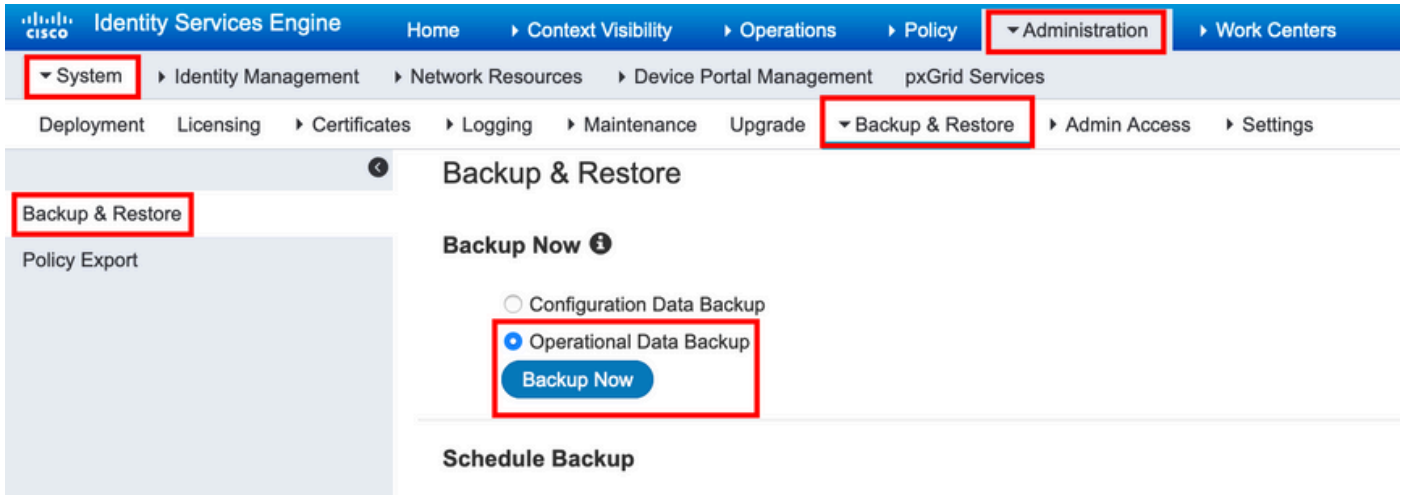 cisco Identity Services Engine Home Context Visibility Operations Policy Administration Work Centers
System Identity Management Network Resources Device Portal Management pxGrid Services
Deployment Licensing Certificates Logging Maintenance Upgrade Backup & Restore Admin Access Settings
Backup & Restore
Policy Export
Backup & Restore
Backup Now
Configuration Data Backup
Operational Data Backup
Backup Now
Schedule Backup